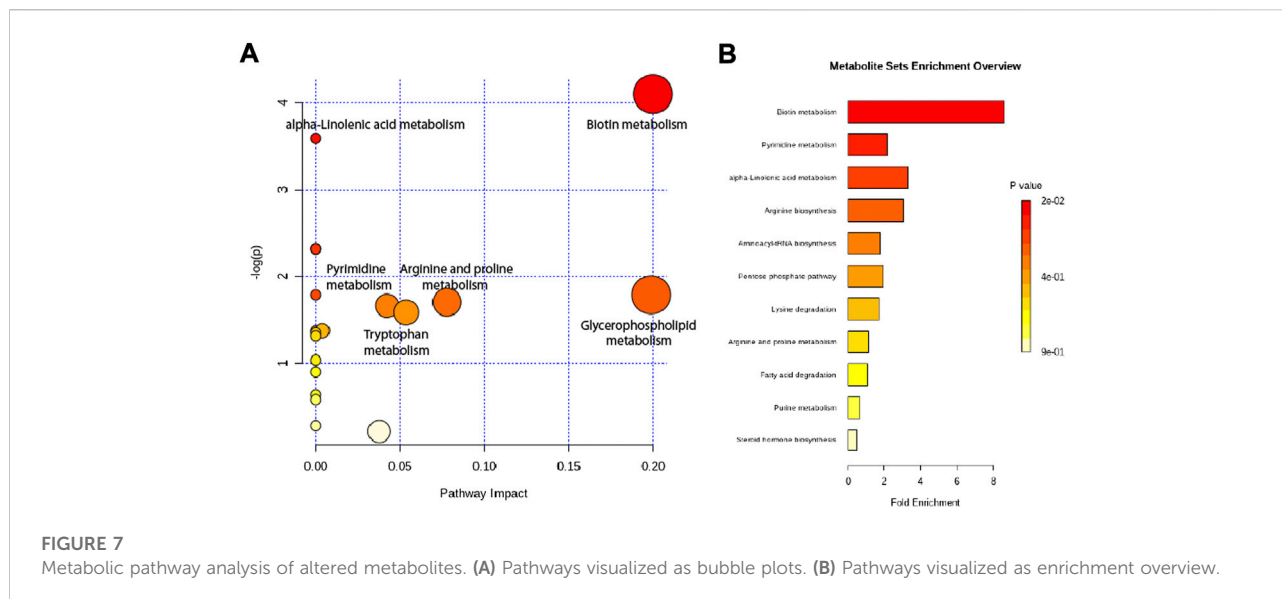 A
B
Metabolite Sets Enrichment Overview
4
3
2
1
-log(p)
alpha-Linolenic acid metabolism
Biotin metabolism
Pyrimidine
metabolism
Arginine and proline
metabolism
Tryptophan
metabolism
Glycerophospholipid
metabolism
0.00 0.05 0.10 0.15 0.20
Pathway Impact
Biotin metabolism
Pyrimidine metabolism
alpha-Linolenic acid metabolism
Arginine biosynthesis
Aminoacyl-tRNA biosynthesis
Pentose phosphate pathway
Lysine degradation
Arginine and proline metabolism
Fatty acid degradation
Purine metabolism
Steroid hormone biosynthesis
0 2 4 6 8
Fold Enrichment
P value
2e-02
4e-01
9e-01
FIGURE 7
Metabolic pathway analysis of altered metabolites. (A) Pathways visualized as bubble plots. (B) Pathways visualized as enrichment overview.